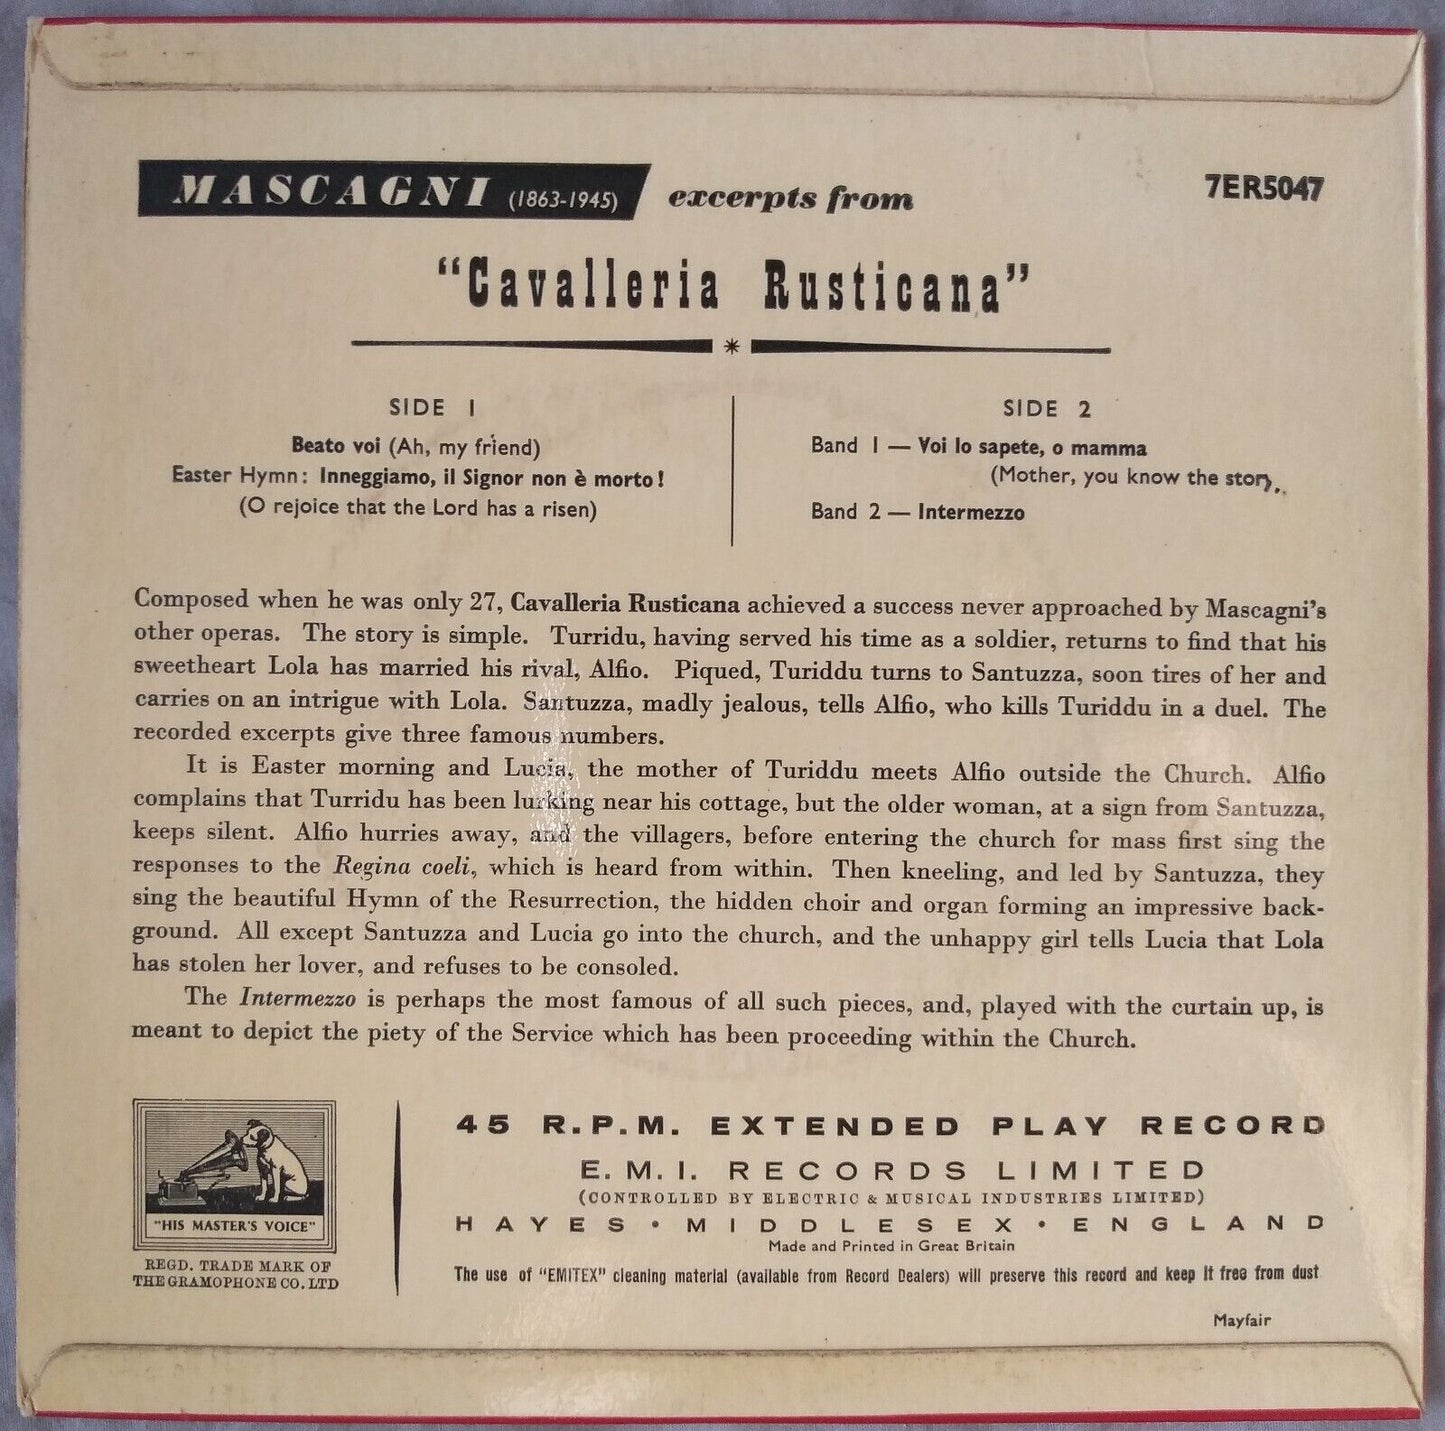 MASCAGNI (1863-1945) excerpts from 7ER5047
"Cavalleria Rusticana"
SIDE 1
Beato voi (Ah, my friend)
Easter Hymn: Inneggiamo, il Signor non è morto!
(O rejoice that the Lord has a risen)
SIDE 2
Band 1 — Voi lo sapete, o mamma
(Mother, you know the story.
Band 2 — Intermezzo
Composed when he was only 27, Cavalleria Rusticana achieved a success never approached by Mascagni's
other operas. The story is simple. Turridu, having served his time as a soldier, returns to find that his
sweetheart Lola has married his rival, Alfio. Piqued, Turiddu turns to Santuzza, soon tires of her and
carries on an intrigue with Lola. Santuzza, madly jealous, tells Alfio, who kills Turiddu in a duel. The
recorded excerpts give three famous numbers.
It is Easter morning and Lucia, the mother of Turiddu meets Alfio outside the Church. Alfio
complains that Turridu has been lurking near his cottage, but the older woman, at a sign from Santuzza,
keeps silent. Alfio hurries away, and the villagers, before entering the church for mass first sing the
responses to the Regina coeli, which is heard from within. Then kneeling, and led by Santuzza, they
sing the beautiful Hymn of the Resurrection, the hidden choir and organ forming an impressive back-
ground. All except Santuzza and Lucia go into the church, and the unhappy girl tells Lucia that Lola
has stolen her lover, and refuses to be consoled.
The Intermezzo is perhaps the most famous of all such pieces, and, played with the curtain up, is
meant to depict the piety of the Service which has been proceeding within the Church.
"HIS MASTER'S VOICE"
REGD. TRADE MARK OF
THE GRAMOPHONE CO. LTD
45 R.P.M. EXTENDED PLAY RECORD
E.M.I. RECORDS LIMITED
(CONTROLLED BY ELECTRIC & MUSICAL INDUSTRIES LIMITED)
HAYES • MIDDLESEX • ENGLAND
Made and Printed in Great Britain
The use of "EMITEX" cleaning material (available from Record Dealers) will preserve this record and keep it free from dust
Mayfair